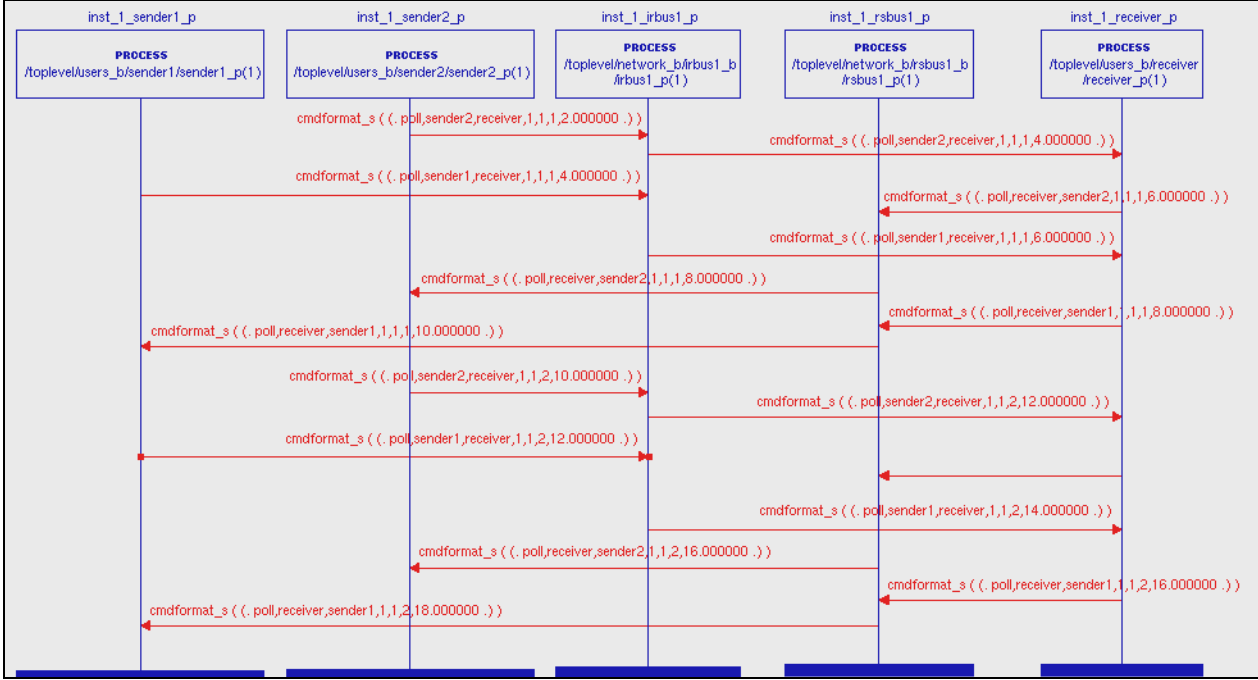 inst_1_sender1_p
inst_1_sender2_p
inst_1_irbus1_p
inst_1_rsbus1_p
inst_1_receiver_p
PROCESS
/toplevel/users_b/sender1/sender1_p(1)
PROCESS
/toplevel/users_b/sender2/sender2_p(1)
PROCESS
/toplevel/network_b/irbus1_b
/irbus1_p(1)
PROCESS
/toplevel/network_b/rsbus1_b
/rsbus1_p(1)
PROCESS
/toplevel/users_b/receiver
/receiver_p(1)
cmdformat_s ( (. poll,sender2,receiver,1,1,1,2.000000 .) )
cmdformat_s ( (. poll,sender2,receiver,1,1,1,4.000000 .) )
cmdformat_s ( (. poll,sender1,receiver,1,1,1,4.000000 .) )
cmdformat_s ( (. poll,receiver,sender2,1,1,1,6.000000 .) )
cmdformat_s ( (. poll,sender1,receiver,1,1,1,6.000000 .) )
cmdformat_s ( (. poll,receiver,sender2,1,1,1,8.000000 .) )
cmdformat_s ( (. poll,receiver,sender1,1,1,1,8.000000 .) )
cmdformat_s ( (. poll,receiver,sender1,1,1,1,10.000000 .) )
cmdformat_s ( (. poll,sender2,receiver,1,1,2,10.000000 .) )
cmdformat_s ( (. poll,sender2,receiver,1,1,2,12.000000 .) )
cmdformat_s ( (. poll,sender1,receiver,1,1,2,12.000000 .) )
cmdformat_s ( (. poll,sender1,receiver,1,1,2,14.000000 .) )
cmdformat_s ( (. poll,receiver,sender2,1,1,2,16.000000 .) )
cmdformat_s ( (. poll,receiver,sender1,1,1,2,16.000000 .) )
cmdformat_s ( (. poll,receiver,sender1,1,1,2,18.000000 .) )